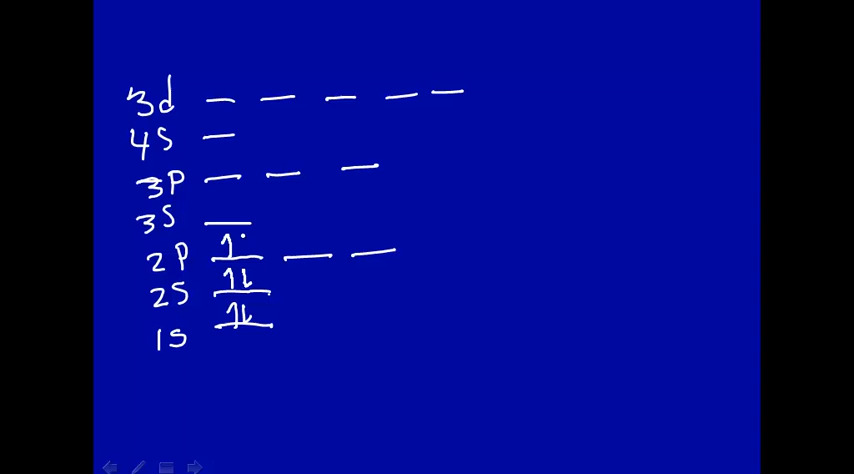 3d _ _ _ _ _
4s _
3p _ _ _
3s _
2p ↿ _ _
2s ↿⇂
1s ↿⇂